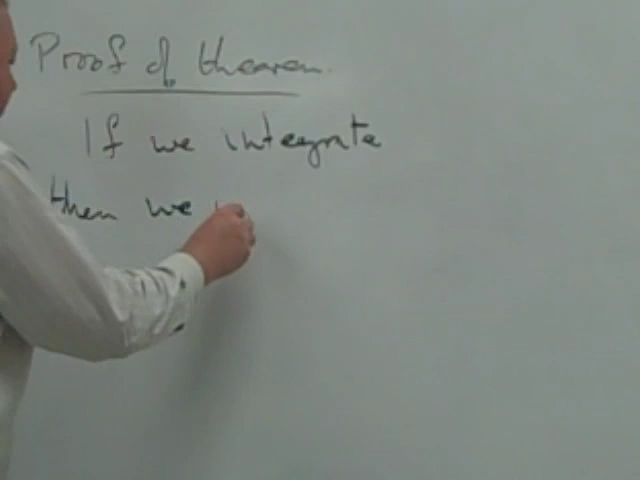 Proof of theorem.
If we integrate
then we